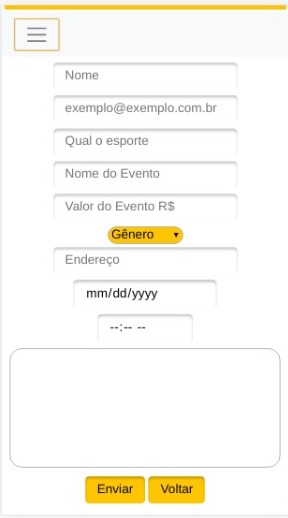 Nome
exemplo@exemplo.com.br
Qual o esporte
Nome do Evento
Valor do Evento R$
Gênero
Endereço
mm/dd/yyyy
--:-- --
Enviar Voltar